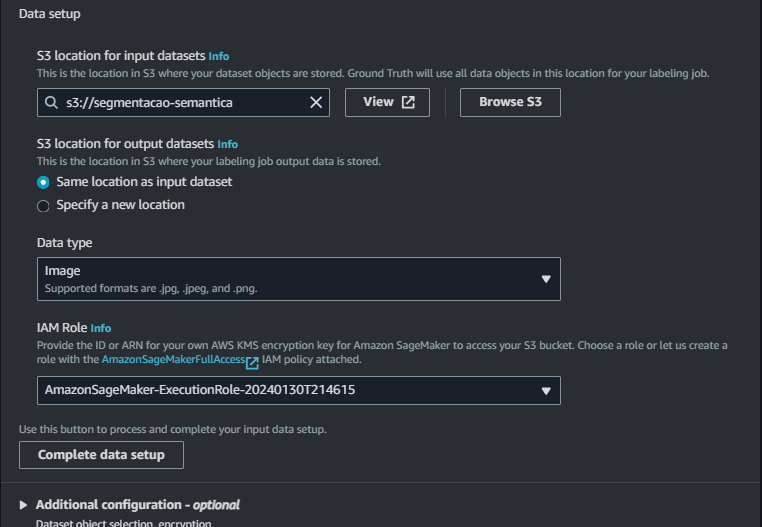 Data setup
S3 location for input datasets Info
This is the location in S3 where your dataset objects are stored. Ground Truth will use all data objects in this location for your labeling job.
s3://segmentacao-semantica
View
Browse S3
S3 location for output datasets Info
This is the location in S3 where your labeling job output data is stored.
Same location as input dataset
Specify a new location
Data type
Image
Supported formats are .jpg, .jpeg, and .png.
IAM Role Info
Provide the ID or ARN for your own AWS KMS encryption key for Amazon SageMaker to access your S3 bucket. Choose a role or let us create a
role with the AmazonSageMakerFullAccess IAM policy attached.
AmazonSageMaker-ExecutionRole-20240130T214615
Use this button to process and complete your input data setup.
Complete data setup
Additional configuration - optional
Dataset object selection, encryption